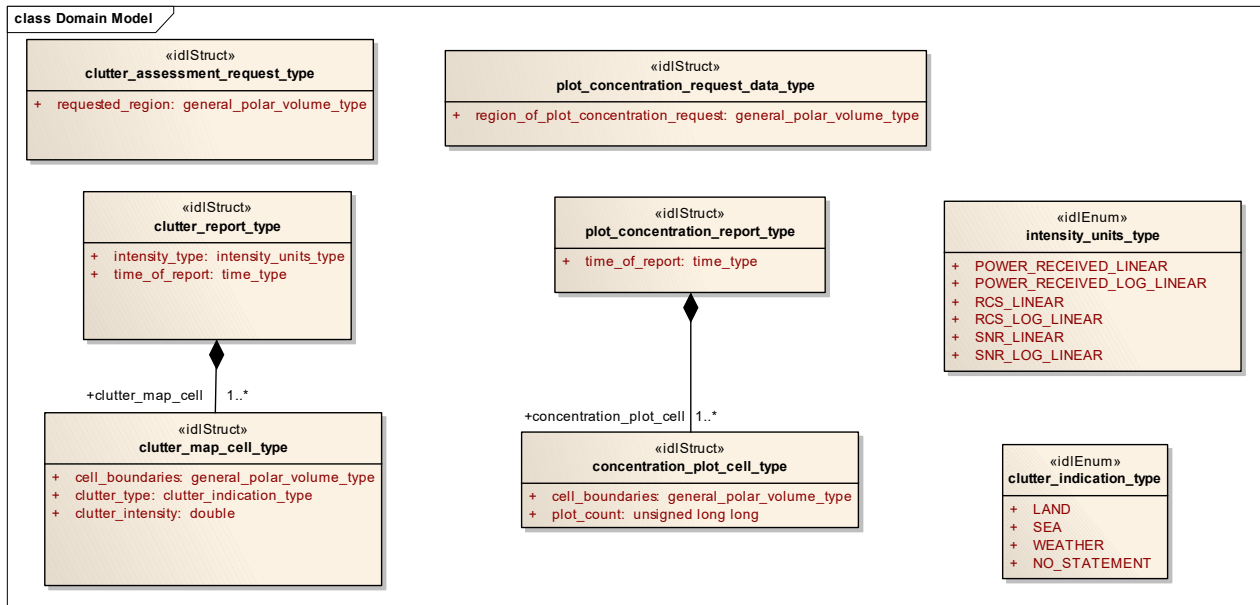 class Domain Model
«idlStruct»
clutter_assessment_request_type
+ requested_region: general_polar_volume_type
«idlStruct»
plot_concentration_request_data_type
+ region_of_plot_concentration_request: general_polar_volume_type
«idlStruct»
clutter_report_type
+ intensity_type: intensity_units_type
+ time_of_report: time_type
«idlStruct»
plot_concentration_report_type
+ time_of_report: time_type
«idlEnum»
intensity_units_type
+ POWER_RECEIVED_LINEAR
+ POWER_RECEIVED_LOG_LINEAR
+ RCS_LINEAR
+ RCS_LOG_LINEAR
+ SNR_LINEAR
+ SNR_LOG_LINEAR
+clutter_map_cell 1..*
+concentration_plot_cell 1..*
«idlStruct»
clutter_map_cell_type
+ cell_boundaries: general_polar_volume_type
+ clutter_type: clutter_indication_type
+ clutter_intensity: double
«idlStruct»
concentration_plot_cell_type
+ cell_boundaries: general_polar_volume_type
+ plot_count: unsigned long long
«idlEnum»
clutter_indication_type
+ LAND
+ SEA
+ WEATHER
+ NO_STATEMENT